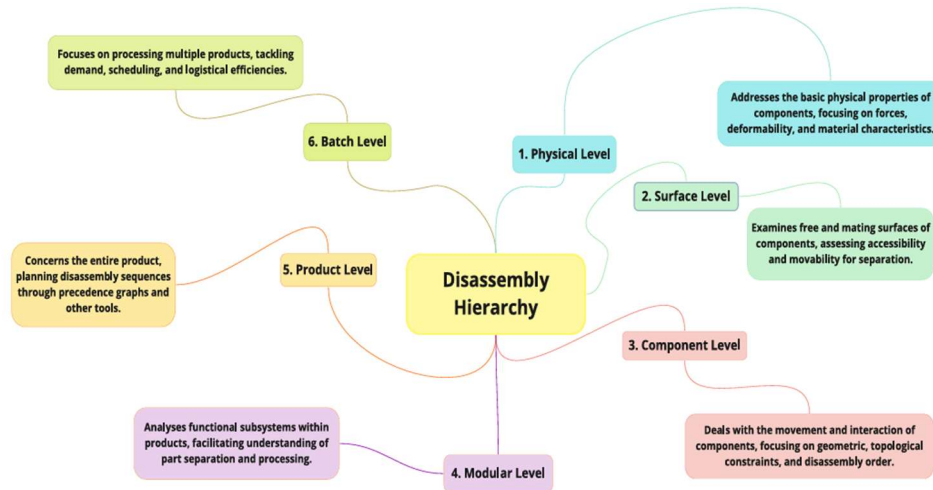 Disassembly
Hierarchy
1. Physical Level
Addresses the basic physical properties of
components, focusing on forces,
deformability, and material characteristics.
2. Surface Level
Examines free and mating surfaces of
components, assessing accessibility
and movability for separation.
3. Component Level
Deals with the movement and interaction of
components, focusing on geometric, topological
constraints, and disassembly order.
4. Modular Level
Analyses functional subsystems within
products, facilitating understanding of
part separation and processing.
5. Product Level
Concerns the entire product,
planning disassembly sequences
through precedence graphs and
other tools.
6. Batch Level
Focuses on processing multiple products, tackling
demand, scheduling, and logistical efficiencies.